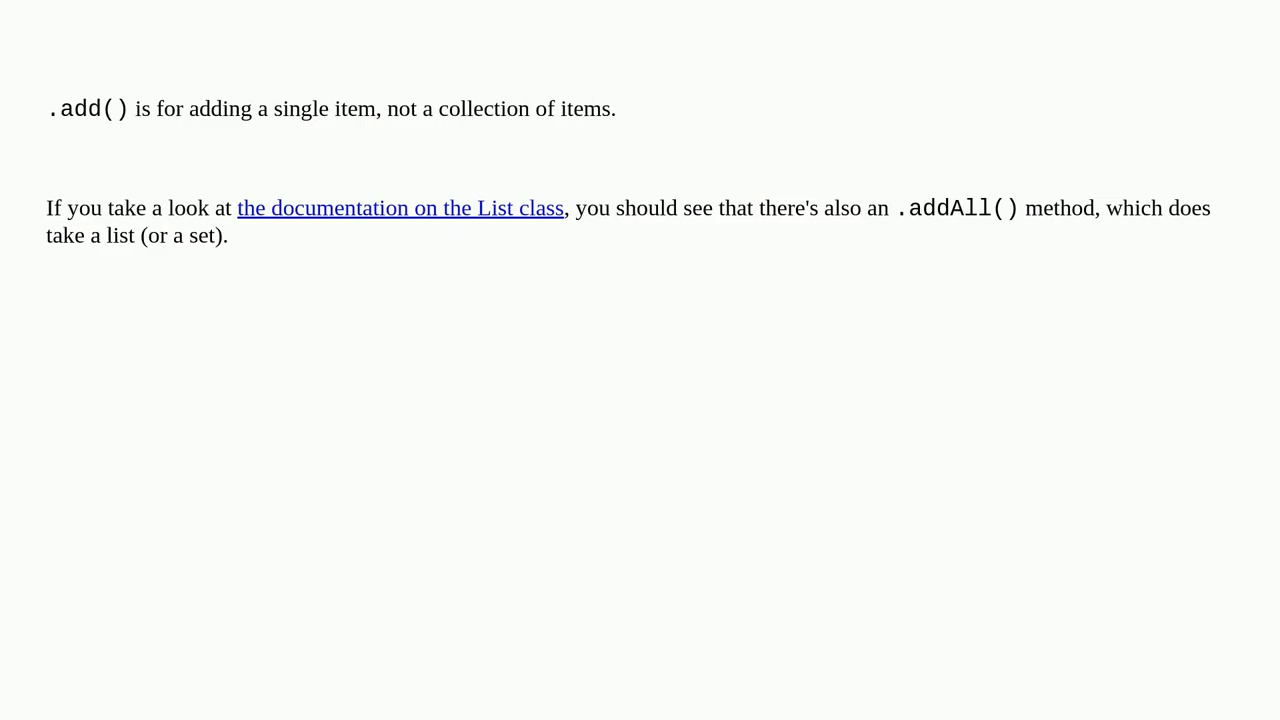 .add() is for adding a single item, not a collection of items.
If you take a look at the documentation on the List class, you should see that there's also an .addAll() method, which does
take a list (or a set).